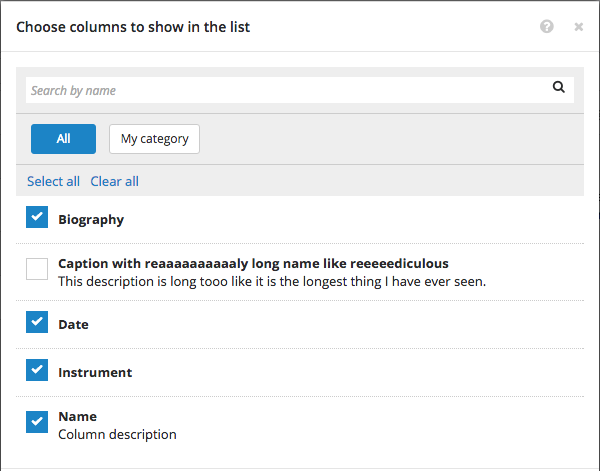 Choose columns to show in the list
Search by name
All
My category
Select all Clear all
Biography
Caption with reaaaaaaaaaaly long name like reeeeediculous
This description is long tooo like it is the longest thing I have ever seen.
Date
Instrument
Name
Column description